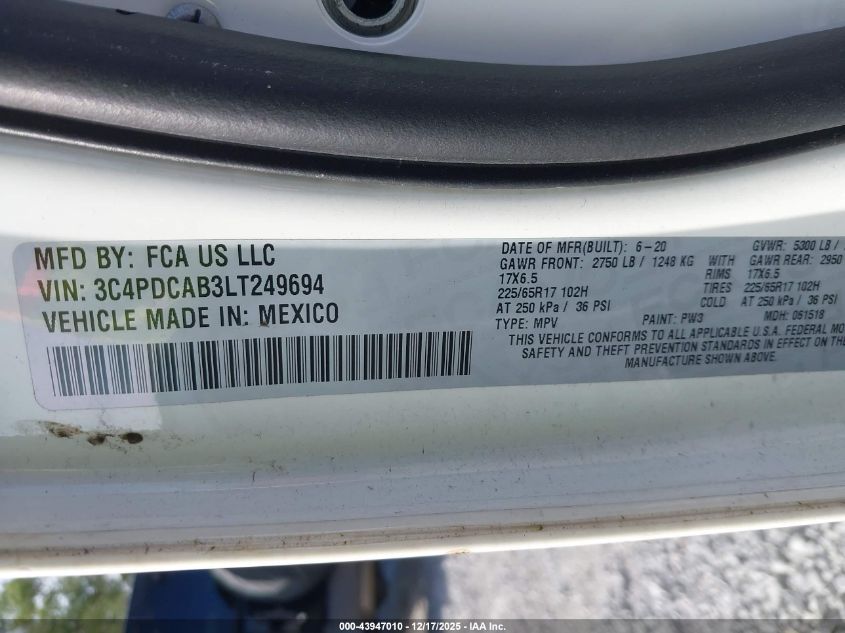 MFD BY: FCA US LLC
VIN: 3C4PDCAB3LT249694
VEHICLE MADE IN: MEXICO
DATE OF MFR(BUILT): 6-20 GVWR: 5300 LB /
GAWR FRONT: 2750 LB / 1248 KG WITH GAWR REAR: 2950
17X6.5 RIMS 17X6.5
225/65R17 102H TIRES 225/65R17 102H
AT 250 kPa / 36 PSI COLD AT 250 kPa / 36 PSI
TYPE: MPV PAINT: PW3 MDH: 061518
THIS VEHICLE CONFORMS TO ALL APPLICABLE U.S.A. FEDERAL MO
SAFETY AND THEFT PREVENTION STANDARDS IN EFFECT ON THE
MANUFACTURE SHOWN ABOVE.
000-43947010 - 12/17/2025 - IAA Inc.